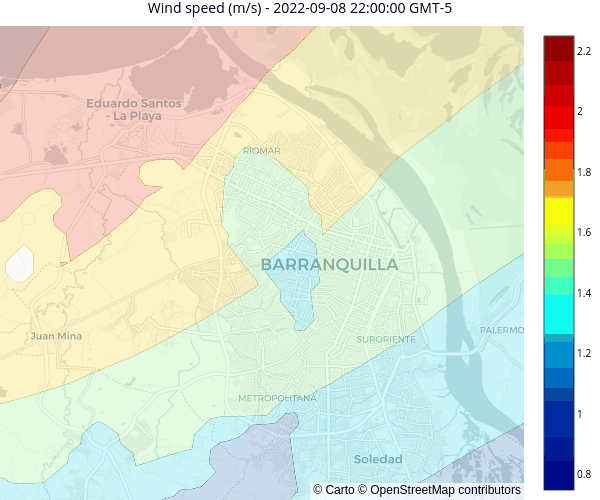 Wind speed (m/s) - 2022-09-08 22:00:00 GMT-5
2.2
Eduardo Santos
- La Playa
2
RIOMAR
1.8
1.6
BARRANQUILLA
1.4
Juan Mina
PALERMO
SURORIENTE
1.2
METROPOLITANA
1
Soledad
0.8
© Carto © OpenStreetMap contributors